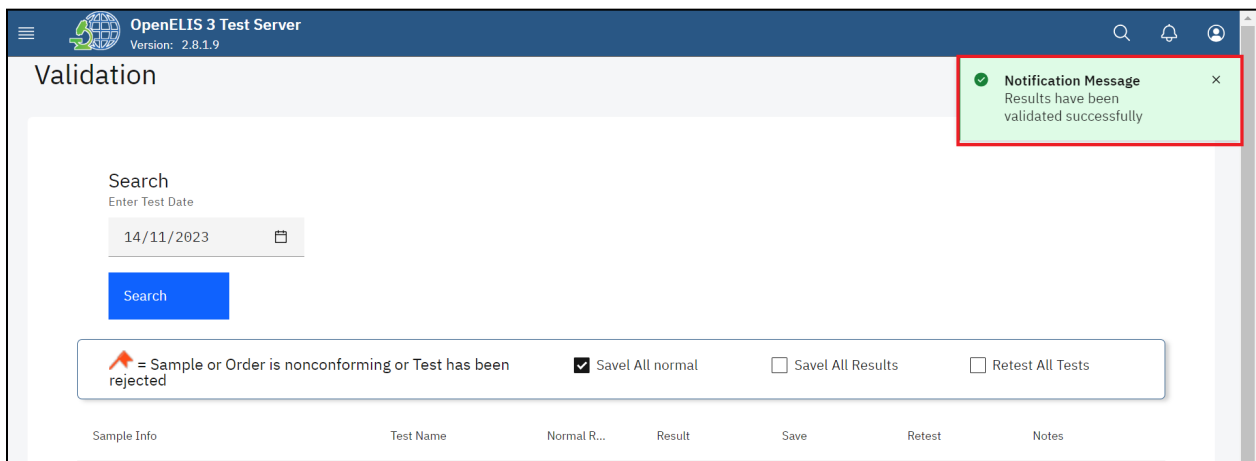 OpenELIS 3 Test Server
Version: 2.8.1.9
Validation
Notification Message
Results have been
validated successfully
Search
Enter Test Date
14/11/2023
Search
= Sample or Order is nonconforming or Test has been
rejected
Savel All normal
Savel All Results
Retest All Tests
Sample Info
Test Name
Normal R...
Result
Save
Retest
Notes